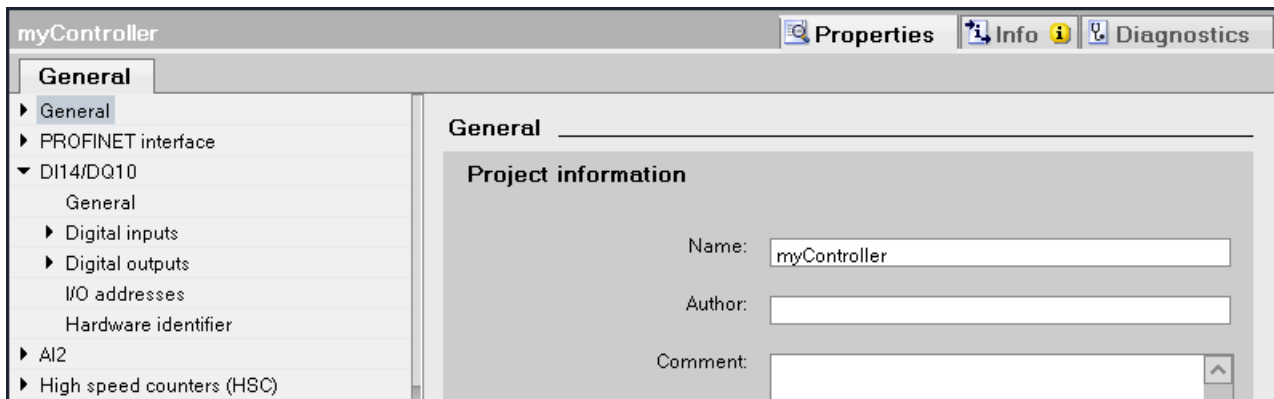 myController
Properties
Info
Diagnostics
General
General
PROFINET interface
DI14/DQ10
General
Digital inputs
Digital outputs
I/O addresses
Hardware identifier
AI2
High speed counters (HSC)
General
Project information
Name: myController
Author:
Comment: